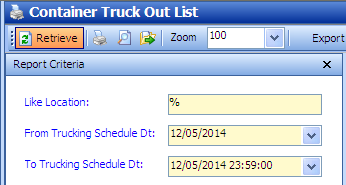 Container Truck Out List
Retrieve Zoom 100 Export
Report Criteria
Like Location: %
From Trucking Schedule Dt: 12/05/2014
To Trucking Schedule Dt: 12/05/2014 23:59:00